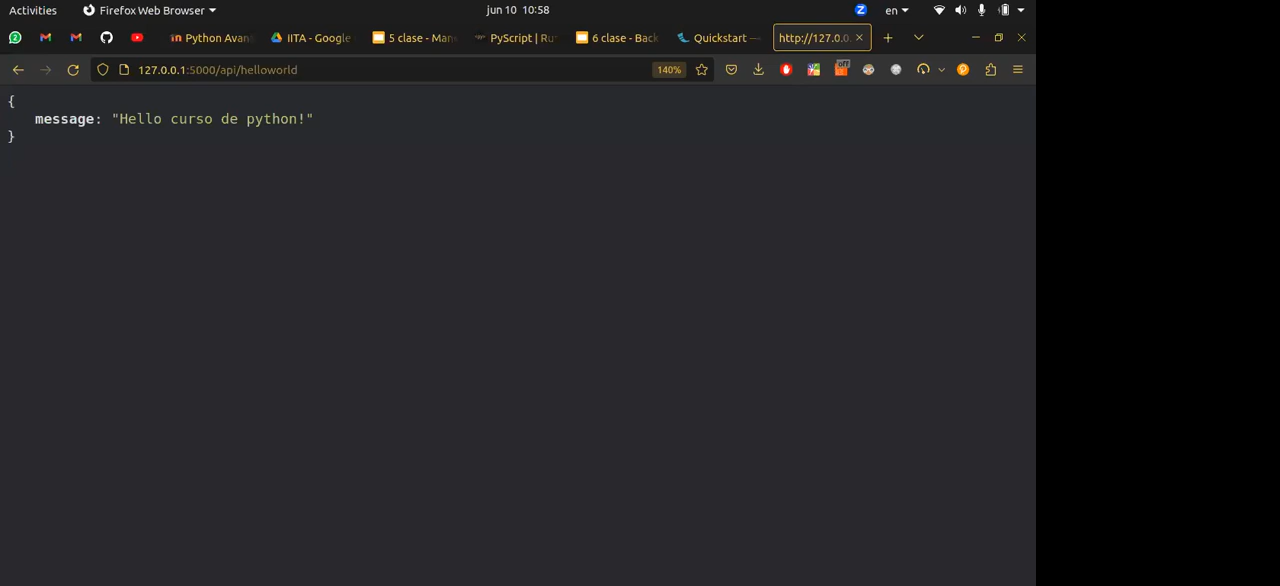 Activities Firefox Web Browser jun 10 10:58 en
2 Python Avan IITA - Google 5 clase - Man PyScript | Ru 6 clase - Back Quickstart — http://127.0.0.
127.0.0.1:5000/api/helloworld 140% off
{
message: "Hello curso de python!"
}